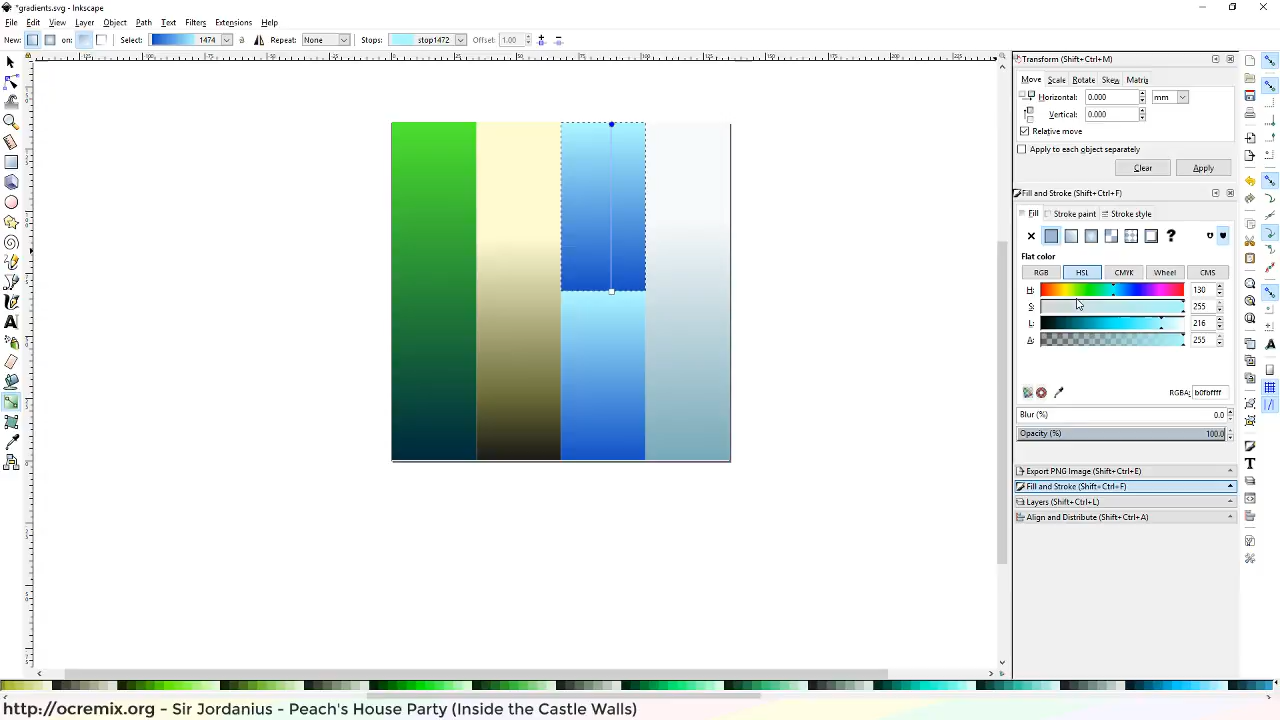 *gradients.svg - Inkscape
File Edit View Layer Object Path Text Filters Extensions Help
New: on: Select: 1474 Repeat: None Stops: stop1472 Offset: 1.00
Transform (Shift+Ctrl+M)
Move Scale Rotate Skew Matrix
Horizontal: 0.000 mm
Vertical: 0.000
Relative move
Apply to each object separately
Clear Apply
Fill and Stroke (Shift+Ctrl+F)
Fill Stroke paint Stroke style
Flat color
RGB HSL CMYK Wheel CMS
H: 130
S: 255
L: 216
A: 255
RGBA: b0fbffff
Blur (%) 0.0
Opacity (%) 100.0
Export PNG Image (Shift+Ctrl+E)
Fill and Stroke (Shift+Ctrl+F)
Layers (Shift+Ctrl+L)
Align and Distribute (Shift+Ctrl+A)
http://ocremix.org - Sir Jordanius - Peach's House Party (Inside the Castle Walls)